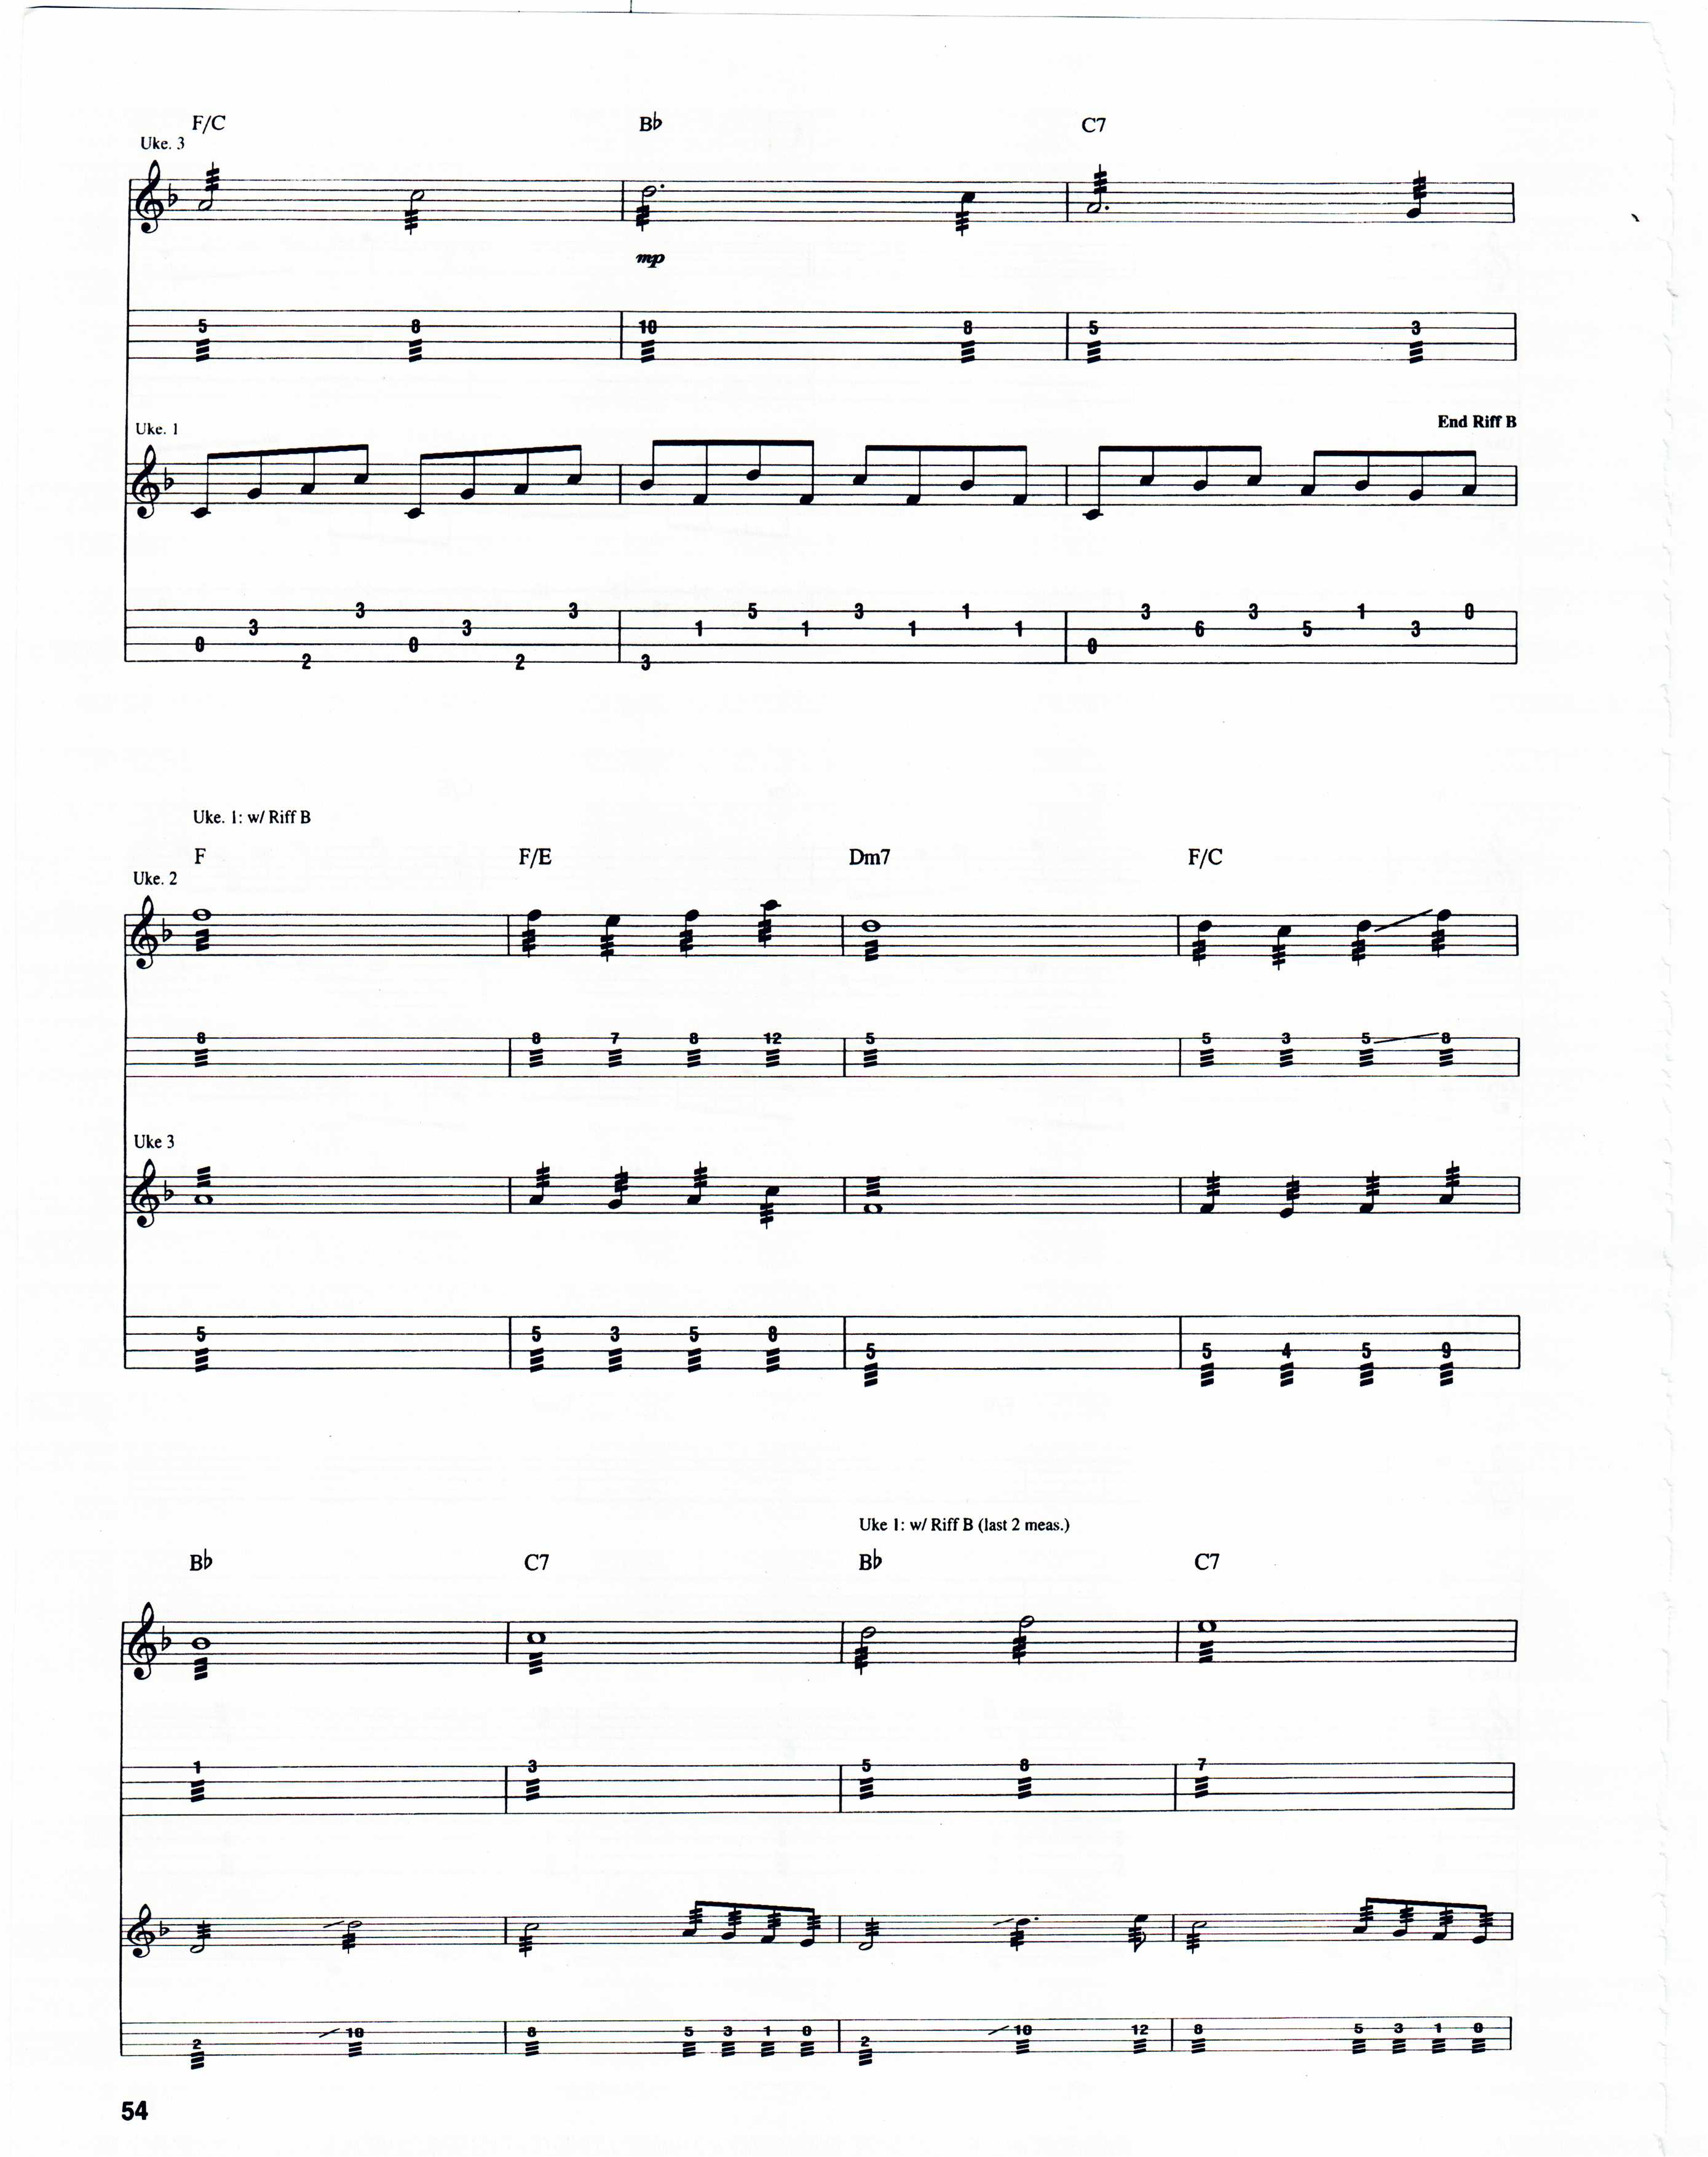 F/C B♭ C7
Uke. 3
mp
5 8 10 8 5 3
End Riff B
Uke. 1
3 3 5 3 1 3 3 1 0
3 3 1 1 1 1 6 5 3
0 0 0
2 2 3
Uke. 1: w/ Riff B
F F/E Dm7 F/C
Uke. 2
8 8 7 8 12 5 5 3 5 8
Uke 3
5 5 3 5 8
5 5 4 5 9
Uke 1: w/ Riff B (last 2 meas.)
B♭ C7 B♭ C7
1 3 5 8 7
10 8 5 3 1 0 10 12 8 5 3 1 0
2 2
54